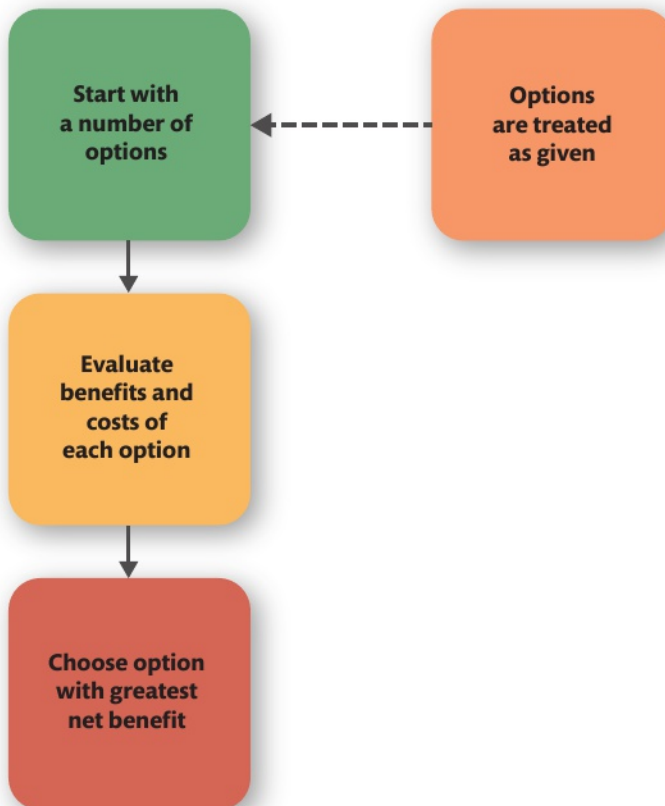 Start with
a number of
options
Options
are treated
as given
Evaluate
benefits and
costs of
each option
Choose option
with greatest
net benefit